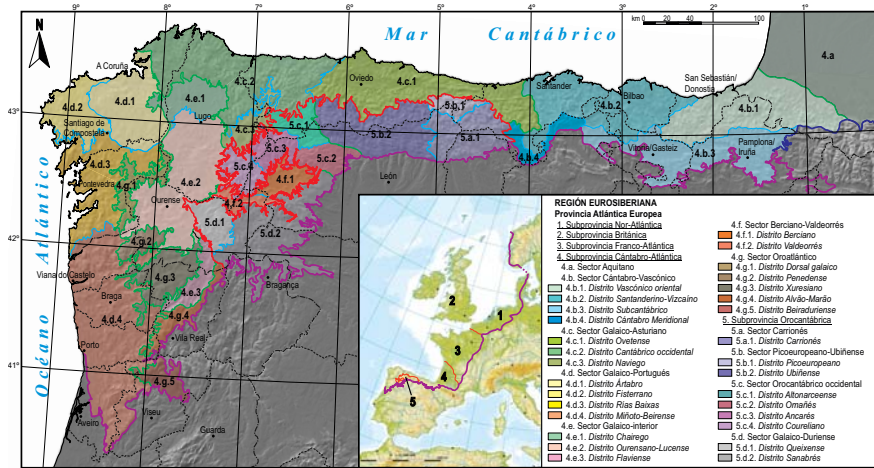 9° 8° 7° 6° 5° 4° 3° 2° 1°
km 0 20 40 60 80 100
N
Mar Cantábrico
4.a
A Coruña
4.c.2
Oviedo
4.c.1
Santander
San Sebastián/
Donostia
Bilbao
4.b.2
4.b.1
43°
43°
4.d.2
4.d.1
4.e.1
Lugo
4.c.3
5.c.1
5.b.1
5.b.2
5.a.1
4.b.4
Santiago de
Compostela
5.c.3
5.c.2
Vitoria/Gasteiz
4.b.3
Pamplona/
Iruña
4.d.3
Pontevedra
4.g.1
4.e.2
5.c.4
4.f.1
León
Ourense
4.f.2
5.d.1
5.d.2
42°
42°
4.g.2
Viana do Castelo
4.g.3
Bragança
Braga
4.e.3
4.d.4
4.g.4
Vila Real
Porto
41°
41°
4.g.5
Viseu
Aveiro
Guarda
Océano Atlántico
1
2
3
4
5
REGIÓN EUROSIBERIANA
Provincia Atlántica Europea
1. Subprovincia Nor-Atlántica
2. Subprovincia Británica
3. Subprovincia Franco-Atlántica
4. Subprovincia Cántabro-Atlántica
4.a. Sector Aquitano
4.b. Sector Cántabro-Vascónico
4.b.1. Distrito Vascónico oriental
4.b.2. Distrito Santanderino-Vizcaíno
4.b.3. Distrito Subcantábrico
4.b.4. Distrito Cántabro Meridional
4.c. Sector Galaico-Asturiano
4.c.1. Distrito Ovetense
4.c.2. Distrito Cantábrico occidental
4.c.3. Distrito Naviego
4.d. Sector Galaico-Portugués
4.d.1. Distrito Ártabro
4.d.2. Distrito Fisterrano
4.d.3. Distrito Rías Baixas
4.d.4. Distrito Miñoto-Beirense
4.e. Sector Galaico-interior
4.e.1. Distrito Chairego
4.e.2. Distrito Ourensano-Lucense
4.e.3. Distrito Flaviense
4.f. Sector Berciano-Valdeorrés
4.f.1. Distrito Berciano
4.f.2. Distrito Valdeorrés
4.g. Sector Oroatlántico
4.g.1. Distrito Dorsal galaico
4.g.2. Distrito Penedense
4.g.3. Distrito Xuresiano
4.g.4. Distrito Alvão-Marão
4.g.5. Distrito Beiraduriense
5. Subprovincia Orocantábrica
5.a. Sector Carrionés
5.a.1. Distrito Carrionés
5.b. Sector Picoeuropeano-Ubiñense
5.b.1. Distrito Picoeuropeano
5.b.2. Distrito Ubiñense
5.c. Sector Orocantábrico occidental
5.c.1. Distrito Altonarceense
5.c.2. Distrito Omañés
5.c.3. Distrito Ancarés
5.c.4. Distrito Coureliano
5.d. Sector Galaico-Duriense
5.d.1. Distrito Queixense
5.d.2. Distrito Sanabrés